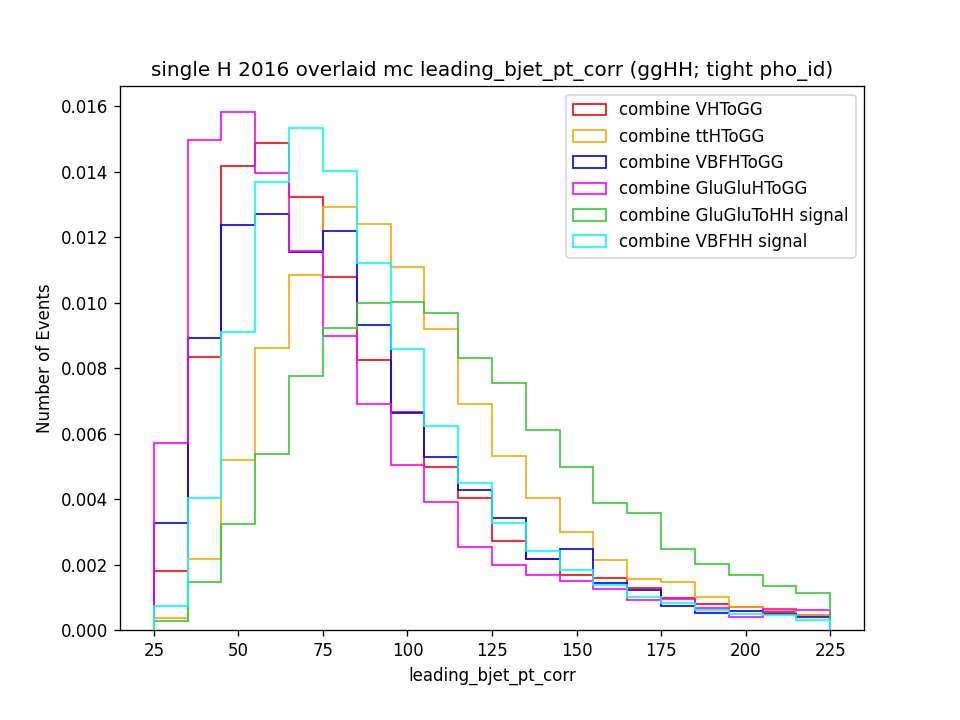 single H 2016 overlaid mc leading_bjet_pt_corr (ggHH; tight pho_id)
combine VHToGG
combine ttHToGG
combine VBFHToGG
combine GluGluHToGG
combine GluGluToHH signal
combine VBFHH signal
Number of Events
0.016
0.014
0.012
0.010
0.008
0.006
0.004
0.002
0.000
25 50 75 100 125 150 175 200 225
leading_bjet_pt_corr